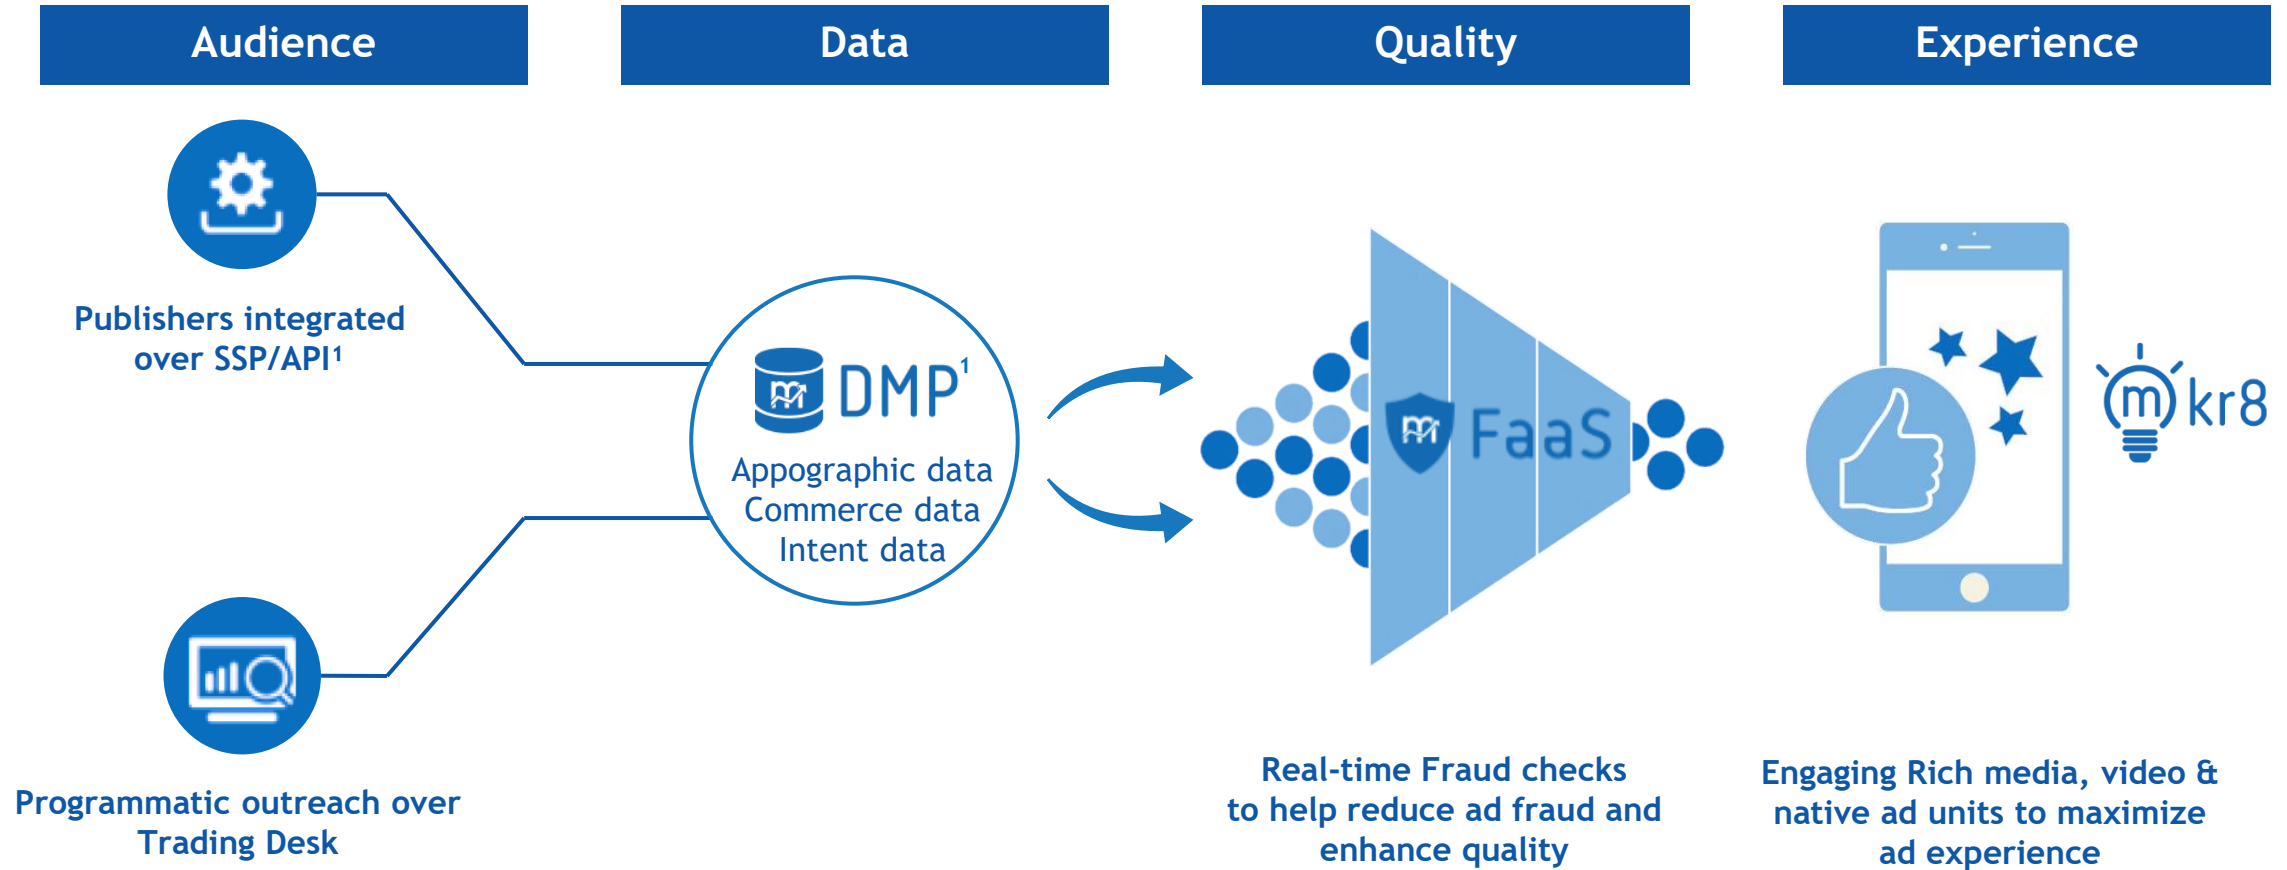 Audience
Data
Quality
Experience
Publishers integrated
over SSP/API¹
Programmatic outreach over
Trading Desk
m DMP¹
Appographic data
Commerce data
Intent data
m FaaS
Real-time Fraud checks
to help reduce ad fraud and
enhance quality
m kr8
Engaging Rich media, video &
native ad units to maximize
ad experience